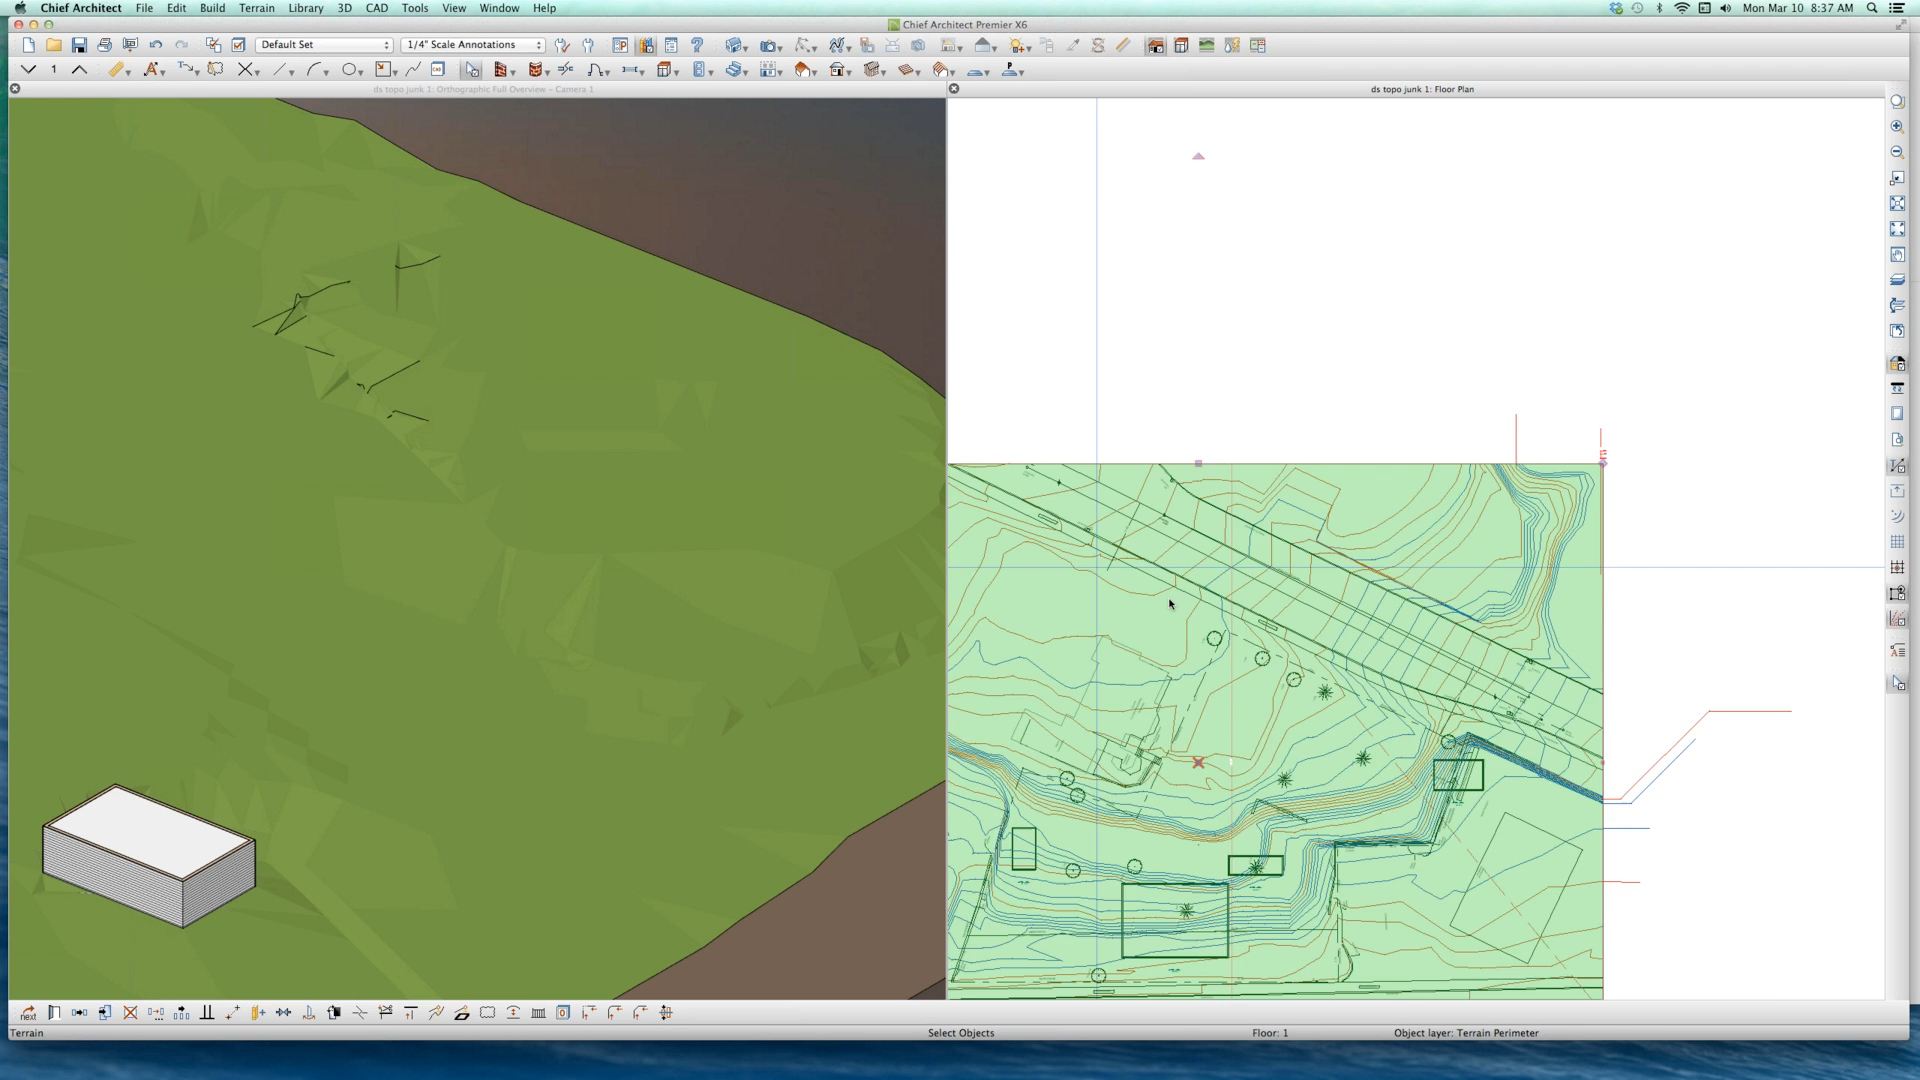 Chief Architect File Edit Build Terrain Library 3D CAD Tools View Window Help
Mon Mar 10 8:37 AM
Chief Architect Premier X6
Default Set
1/4" Scale Annotations
1
ds topo junk 1: Orthographic Full Overview - Camera 1
ds topo junk 1: Floor Plan
next
Terrain
Select Objects
Floor: 1
Object layer: Terrain Perimeter